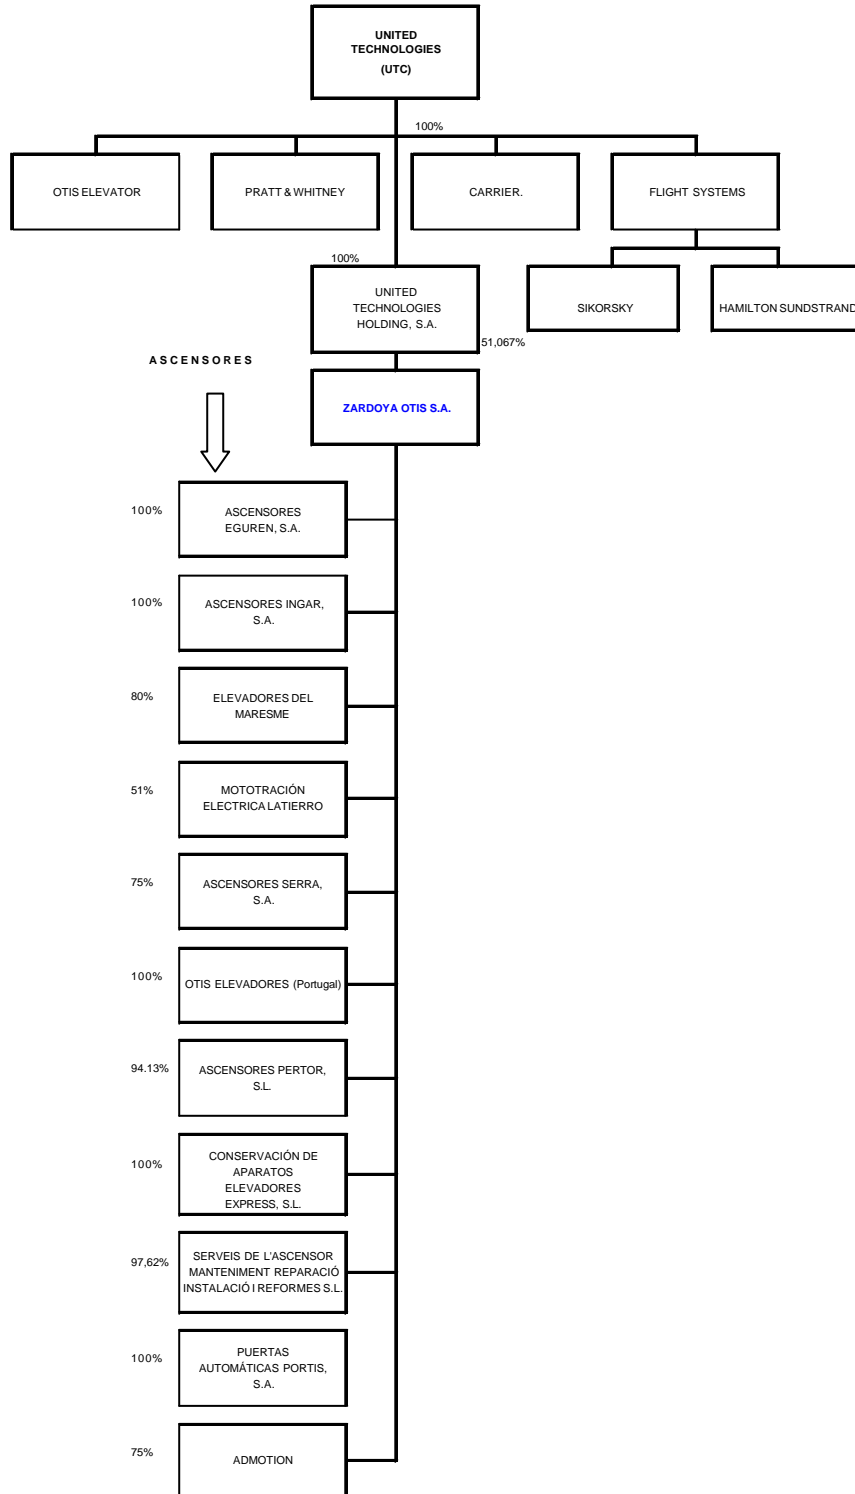 UNITED
TECHNOLOGIES
(UTC)
100%
OTIS ELEVATOR
PRATT & WHITNEY
CARRIER.
FLIGHT SYSTEMS
100%
UNITED
TECHNOLOGIES
HOLDING, S.A.
SIKORSKY
HAMILTON SUNDSTRAND
51,067%
ASCENSORES
ZARDOYA OTIS S.A.
100%
ASCENSORES
EGUREN, S.A.
100%
ASCENSORES INGAR,
S.A.
80%
ELEVADORES DEL
MARESME
51%
MOTOTRACIÓN
ELECTRICA LATIERRO
75%
ASCENSORES SERRA,
S.A.
100%
OTIS ELEVADORES (Portugal)
94.13%
ASCENSORES PERTOR,
S.L.
100%
CONSERVACIÓN DE
APARATOS
ELEVADORES
EXPRESS, S.L.
97,62%
SERVEIS DE L'ASCENSOR
MANTENIMENT REPARACIÓ
INSTALACIÓ I REFORMES S.L.
100%
PUERTAS
AUTOMÁTICAS PORTIS,
S.A.
75%
ADMOTION